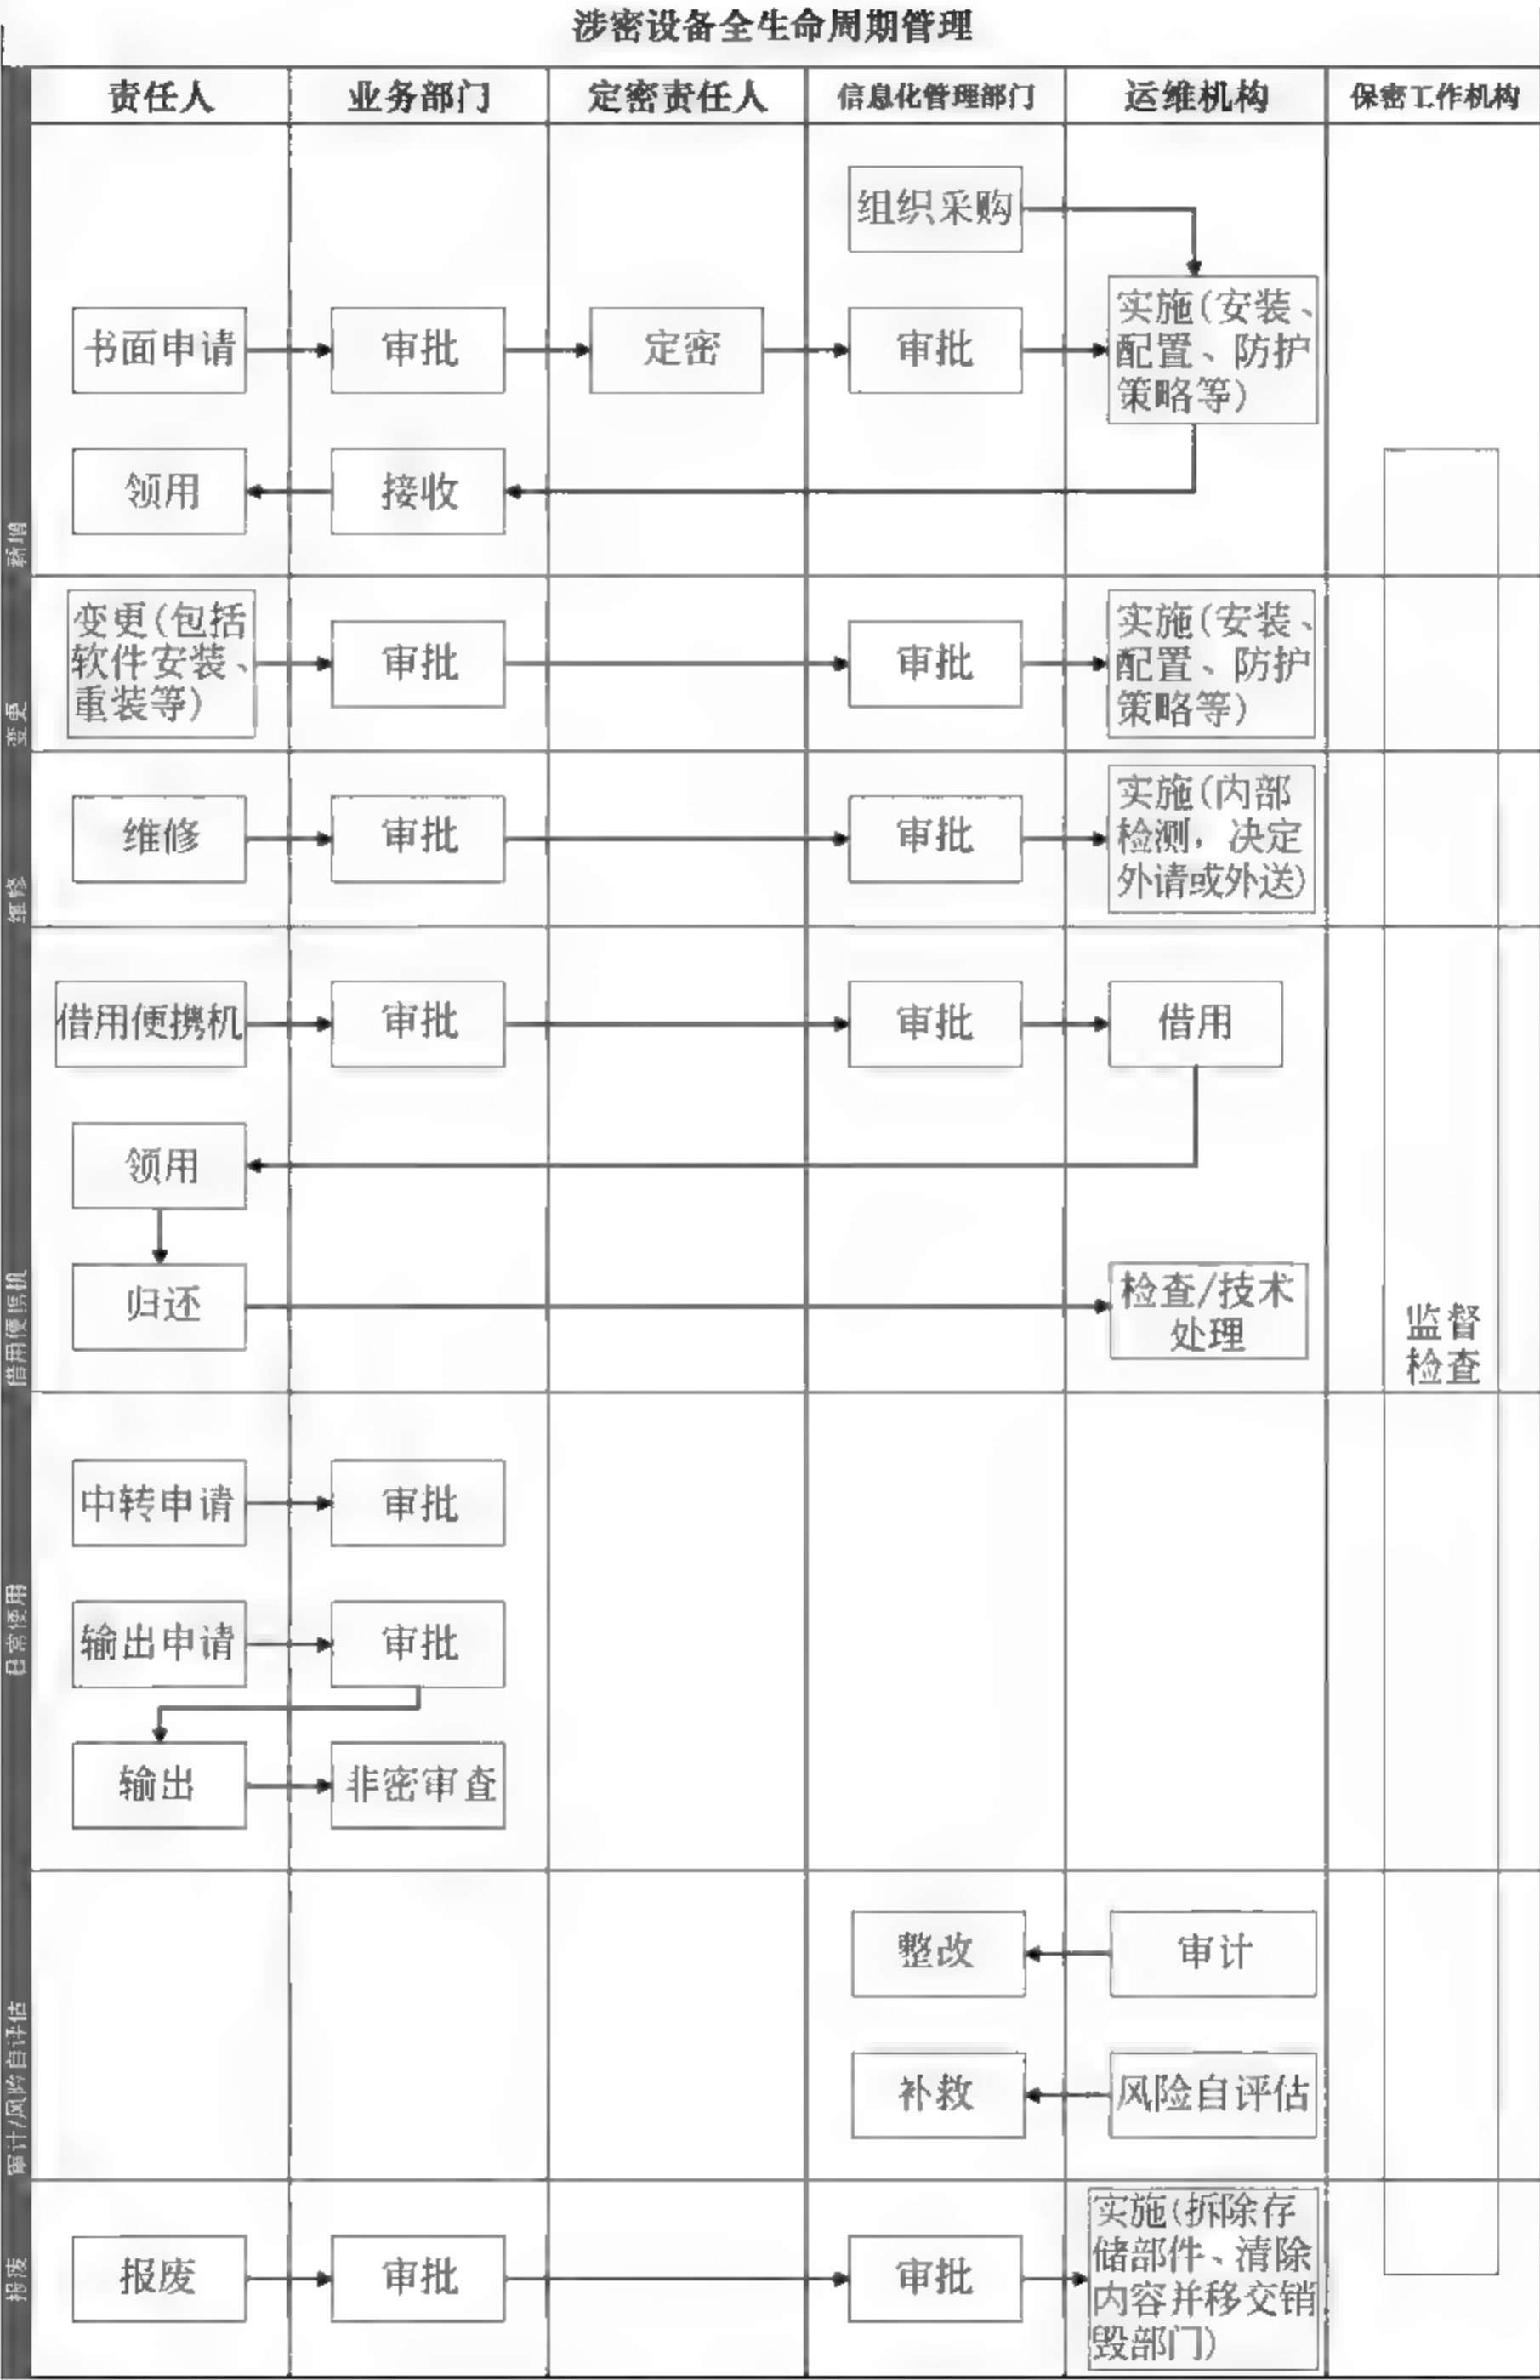 涉密设备全生命周期管理
责任人
业务部门
定密责任人
信息化管理部门
运维机构
保密工作机构
新增
组织采购
书面申请
审批
定密
审批
实施(安装、
配置、防护
策略等)
领用
接收
变更
变更(包括
软件安装、
重装等)
审批
审批
实施(安装、
配置、防护
策略等)
维修
维修
审批
审批
实施(内部
检测，决定
外请或外送)
借用便携机
借用便携机
审批
审批
借用
领用
归还
检查/技术
处理
监督
检查
日常使用
中转申请
审批
输出申请
审批
输出
非密审查
审计/风险自评估
整改
审计
补救
风险自评估
报废
报废
审批
审批
实施(拆除存
储部件、清除
内容并移交销
毁部门)